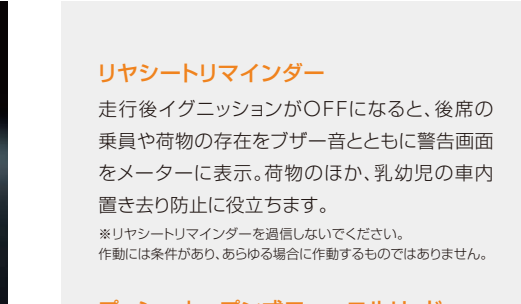 リヤシートリマインダー
走行後イグニッションがOFFになると、後席の
乗員や荷物の存在をブザー音とともに警告画面
をメーターに表示。荷物のほか、乳幼児の車内
置き去り防止に役立ちます。
※リヤシートリマインダーを過信しないでください。
作動には条件があり、あらゆる場合に作動するものではありません。